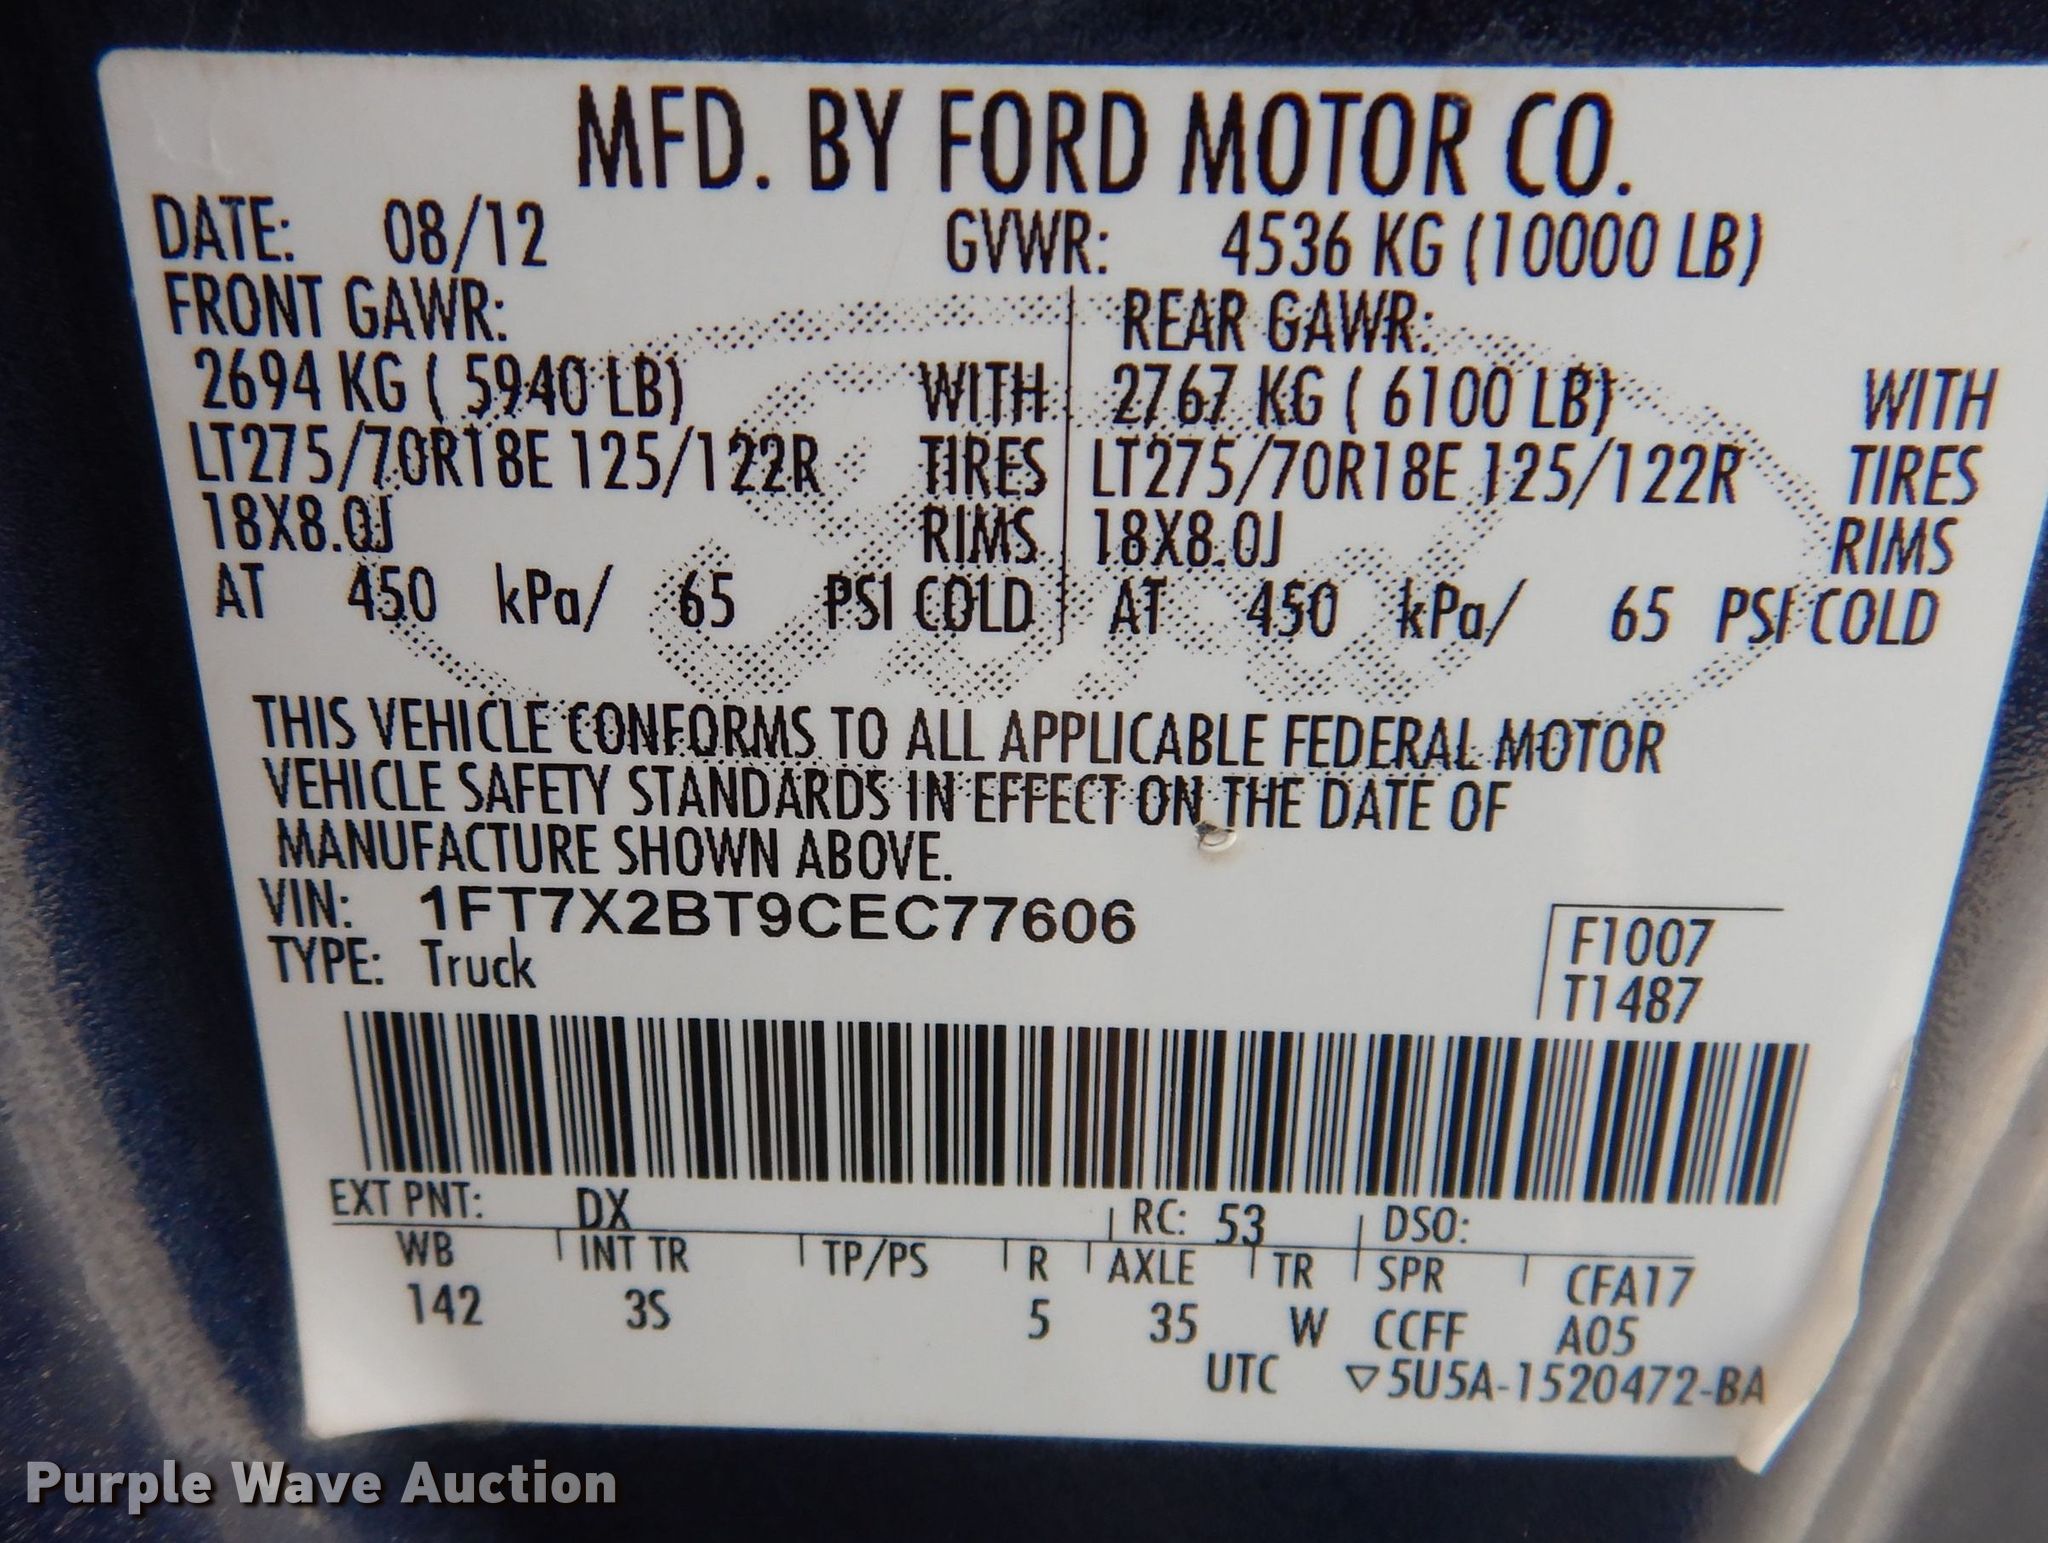 MFD. BY FORD MOTOR CO.
DATE: 08/12 GVWR: 4536 KG (10000 LB)
FRONT GAWR: REAR GAWR:
2694 KG ( 5940 LB) WITH 2767 KG ( 6100 LB) WITH
LT275/70R18E 125/122R TIRES LT275/70R18E 125/122R TIRES
18X8.0J RIMS 18X8.0J RIMS
AT 450 kPa/ 65 PSI COLD AT 450 kPa/ 65 PSI COLD
THIS VEHICLE CONFORMS TO ALL APPLICABLE FEDERAL MOTOR
VEHICLE SAFETY STANDARDS IN EFFECT ON THE DATE OF
MANUFACTURE SHOWN ABOVE.
VIN: 1FT7X2BT9CEC77606
TYPE: Truck
F1007
T1487
EXT PNT: DX RC: 53 DSO:
WB INT TR TP/PS R AXLE TR SPR CFA17
142 3S 5 35 W CCFF A05
UTC ▽5U5A-1520472-BA
Purple Wave Auction